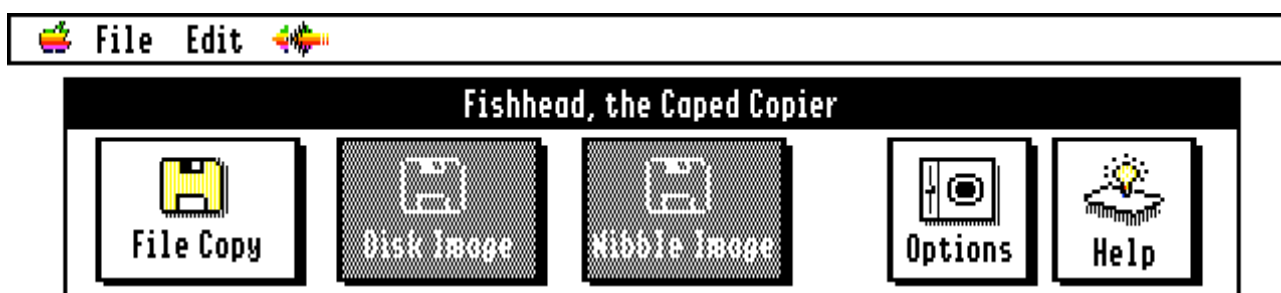 File Edit
Fishhead, the Caped Copier
File Copy Disk Image Nibble Image Options Help